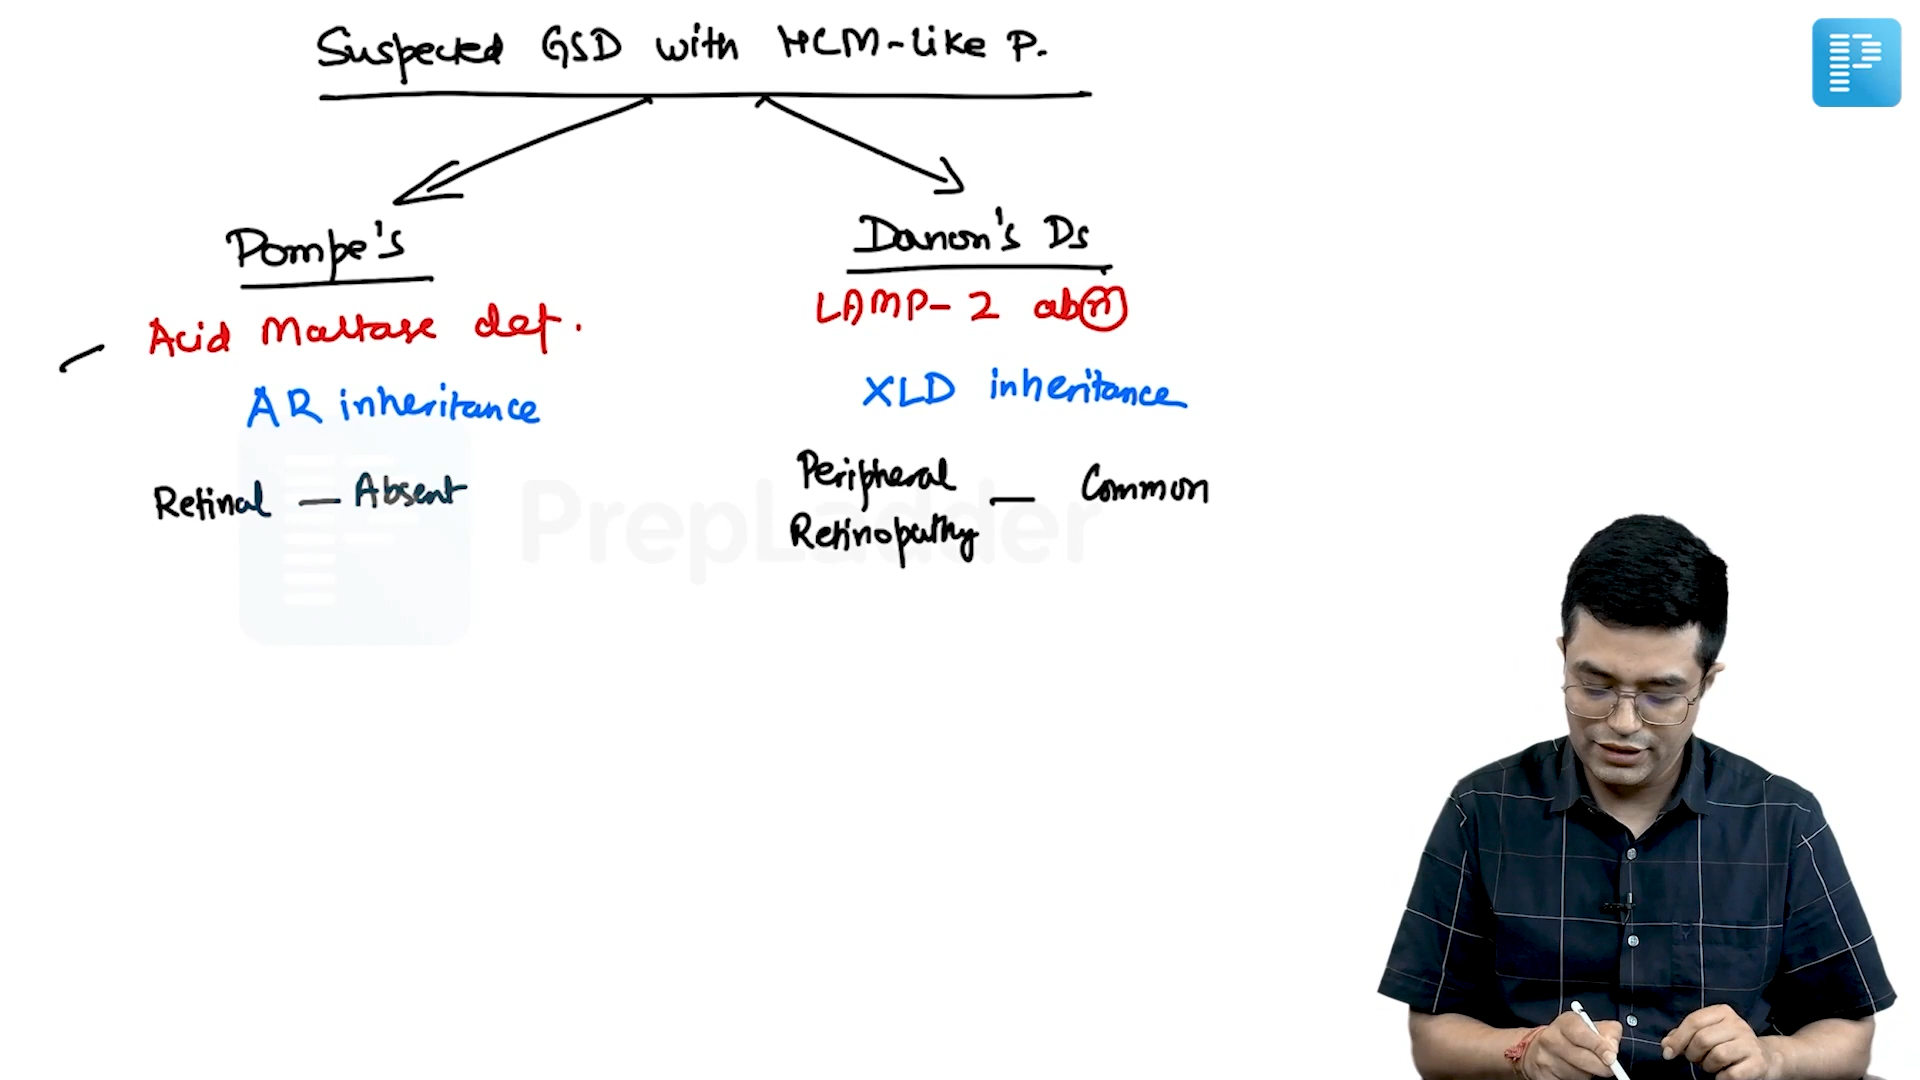 Suspected GSD with HCM-like P.
Pompe's
Acid Maltase def.
AR inheritance
Retinal — Absent
Danon's Ds
LAMP-2 abn
XLD inheritance
Peripheral Retinopathy — Common
PrepLadder